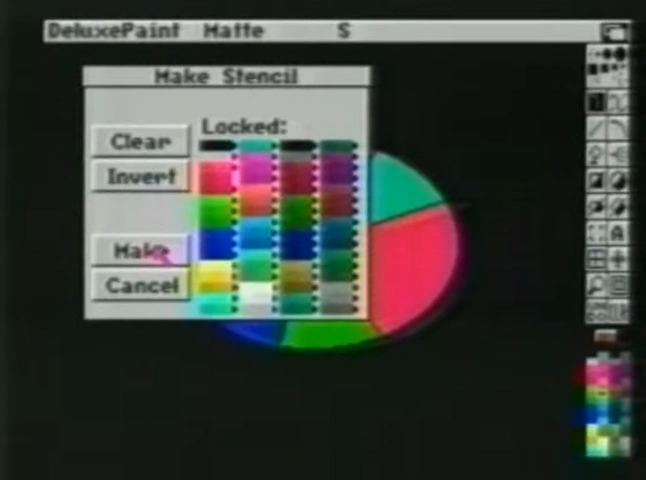 DeluxePaint Matte S
Make Stencil
Locked:
Clear
Invert
Make
Cancel
A